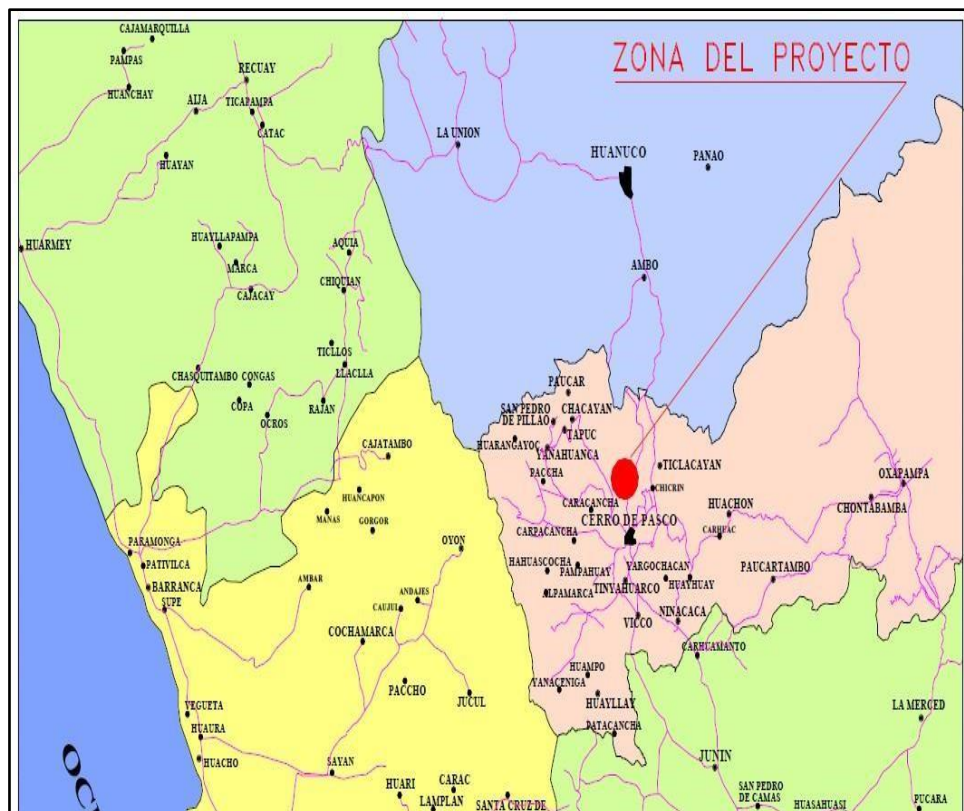 CAJAMARQUILLA
PAMPAS
HUANCHAY
RECUAY
AIJA
TICAPAMPA
CATAC
HUAYAN
LA UNION
ZONA DEL PROYECTO
HUANUCO
PANAO
HUARMEY
HUAYLLAPAMPA
MARCA
CAJACAY
AQUIA
CHIQUIAN
AMBO
TICLLOS
LLACLLA
CHASQUITAMBO
CONGAS
COPA
OCROS
RAJAN
PAUCAR
SAN PEDRO
DE PILLAO
CHACAYAN
TAPUC
HUARANGAYOC
YANAHUANCA
PACCHA
CAJATAMBO
HUANCAPON
MANAS
GORGOR
OYON
TICLACAYAN
CHICRIN
CARACANCHA
CERRO DE PASCO
CARPACANCHA
HUACHON
CARHUAC
OXAPAMPA
CHONTABAMBA
PARAMONGA
PATIVILCA
BARRANCA
SUPE
AMBAR
ANDAJES
CAUJUL
COCHAMARCA
HAHUASCOCHA
PAMPAHUAY
ALPAMARCA
YARGOCHACAN
TINYAHUARCO
HUAYHUAY
PAUCARTAMBO
NINACACA
VICCO
CARHUAMANTO
PACCHO
JUCUL
HUAMPO
YANACENIGA
HUAYLLAY
PATACANCHA
VEGUETA
HUAURA
HUACHO
SAYAN
LA MERCED
JUNIN
HUARI
CARAC
LAMPLAN
SANTA CRUZ DE
SAN PEDRO
DE CAMAS
HUASAHUASI
PUCARA
OC